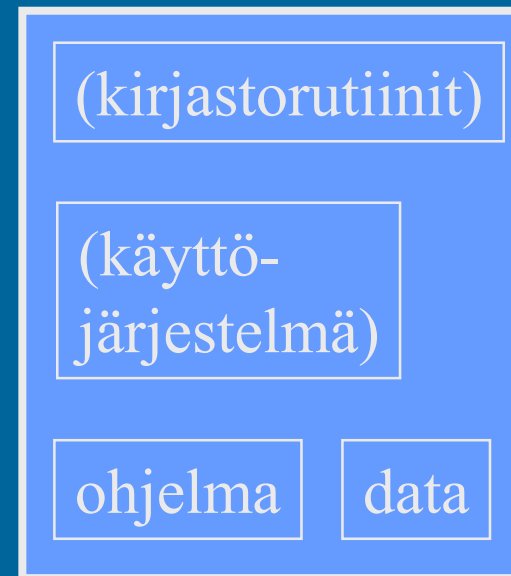 (kirjastorutiinit)
(käyttö-
järjestelmä)
ohjelma data